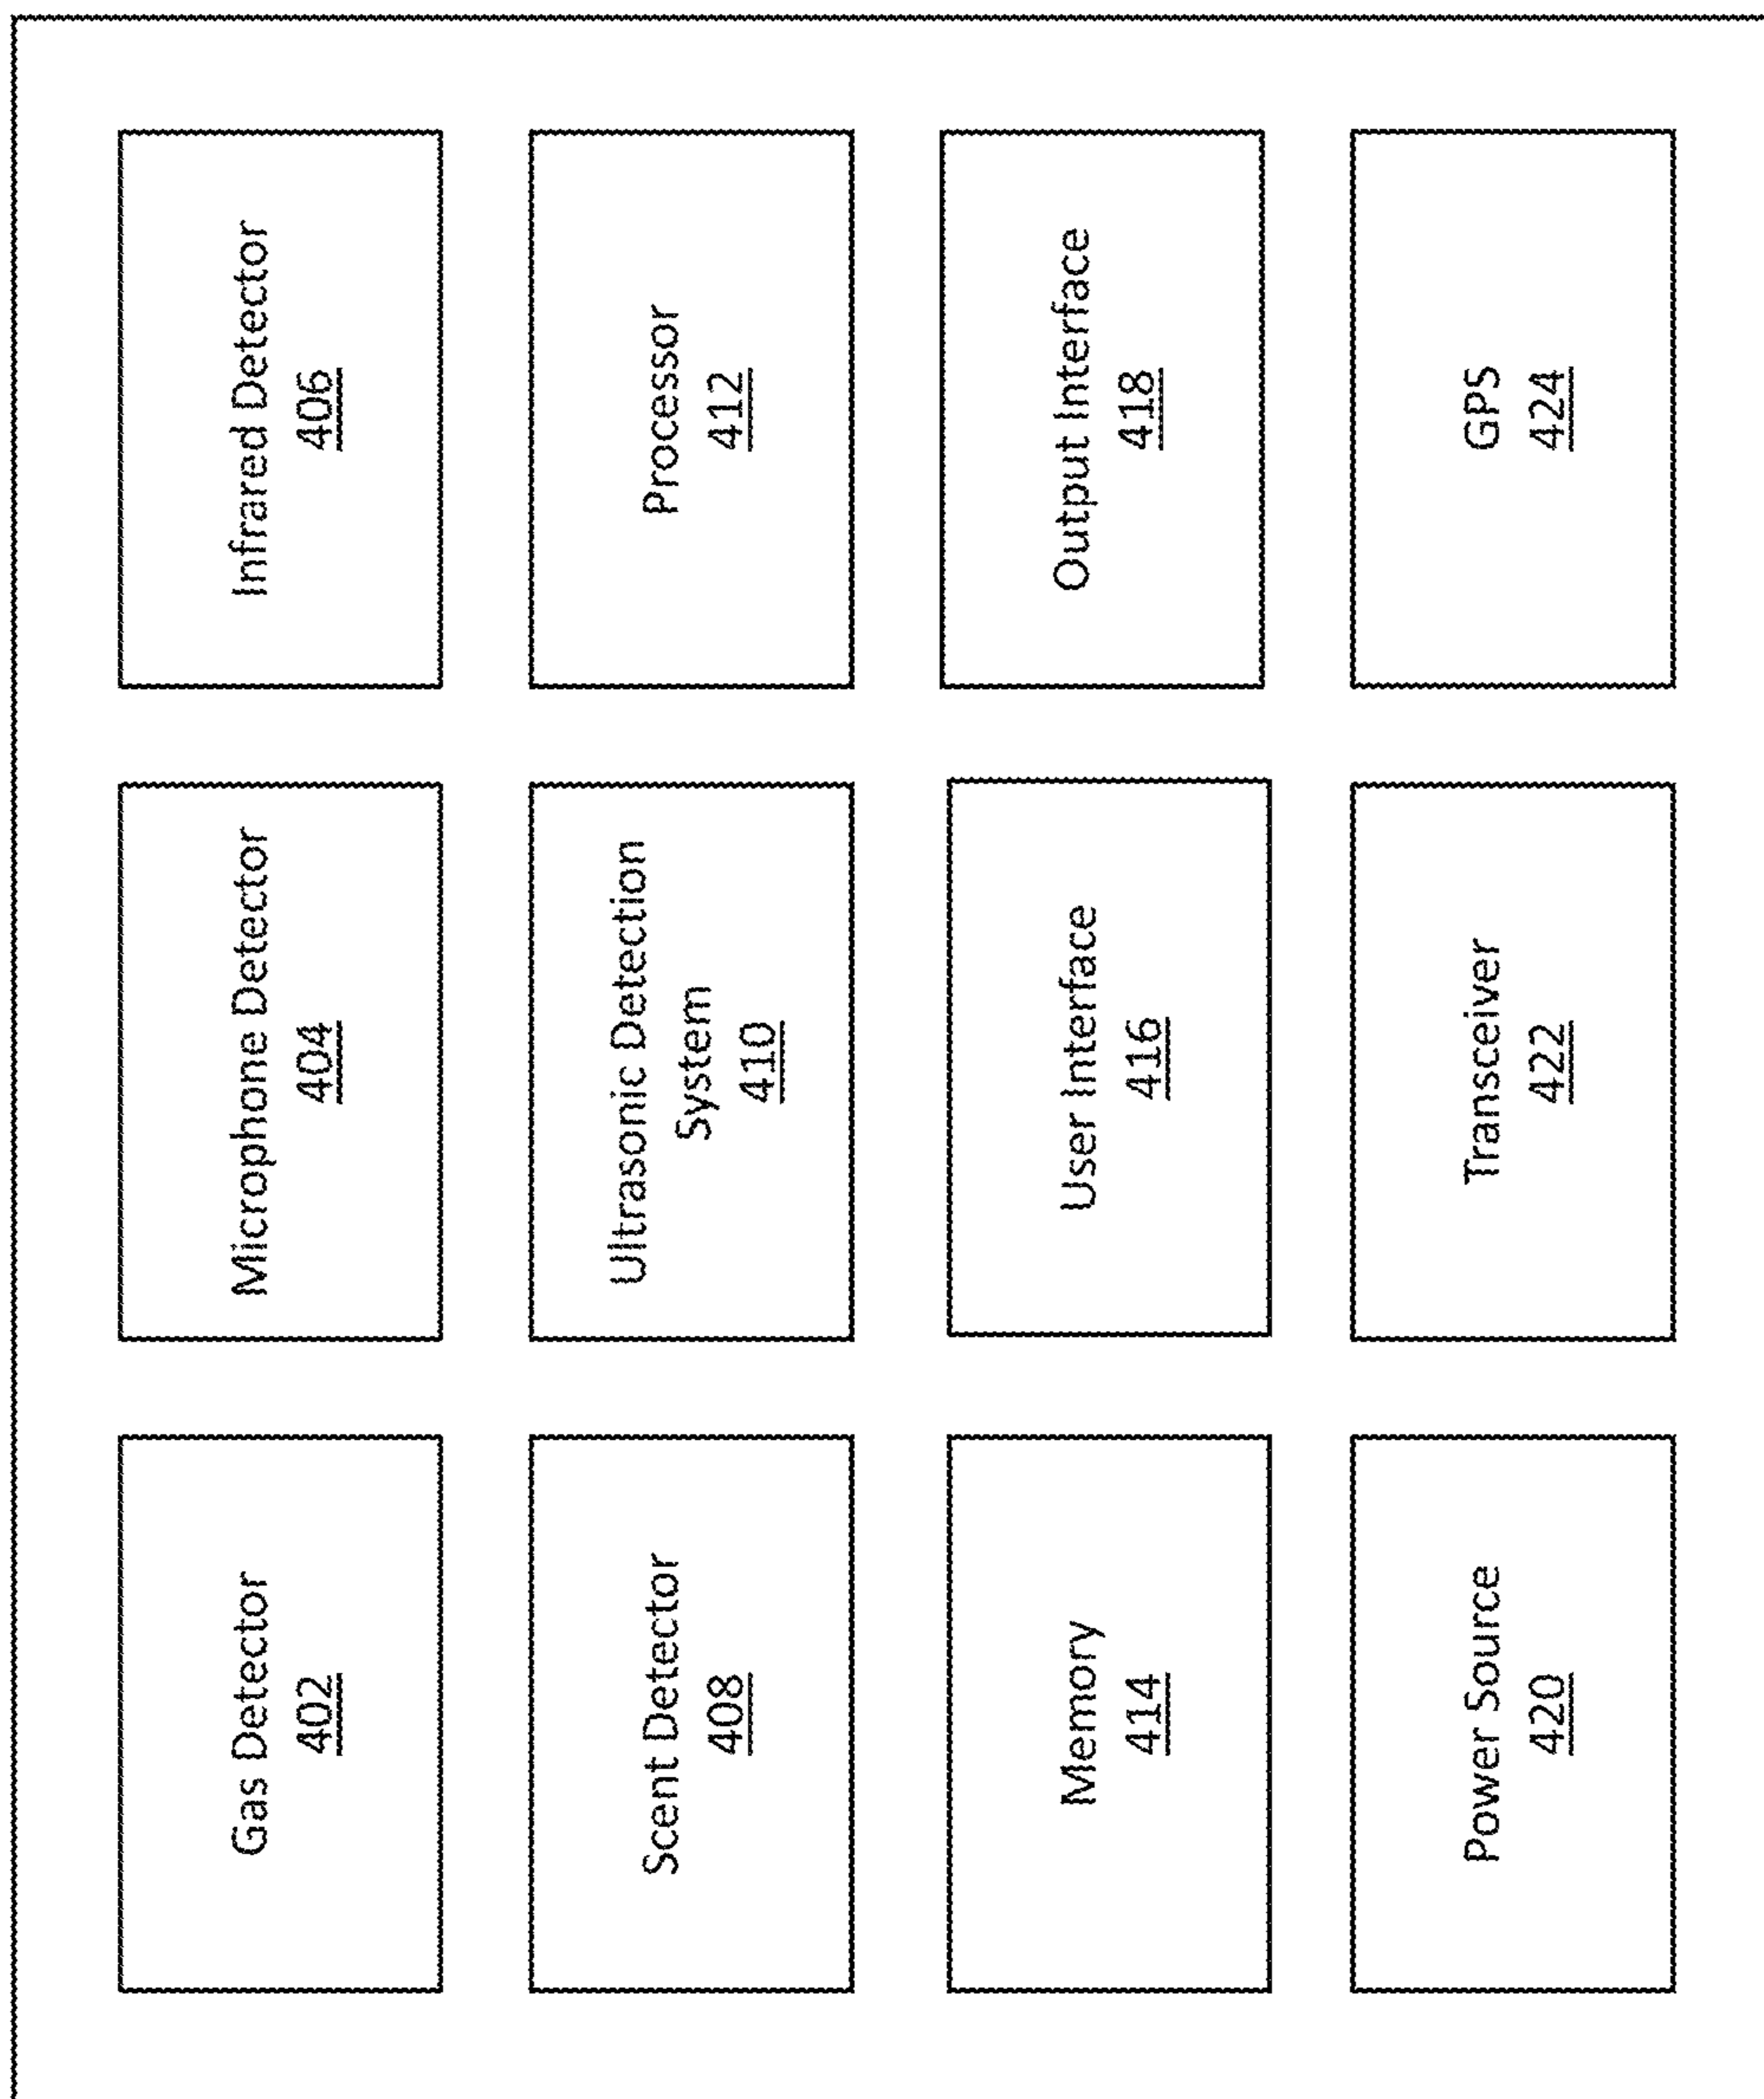 Gas Detector
402
Microphone Detector
404
Infrared Detector
406
Scent Detector
408
Ultrasonic Detection
System
410
Processor
412
Memory
414
User Interface
416
Output Interface
418
Power Source
420
Transceiver
422
GPS
424